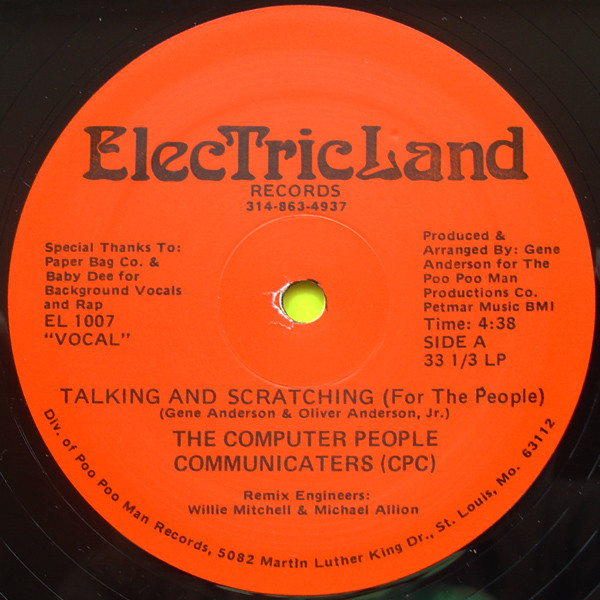 ElecTricLand
RECORDS
314-863-4937
Special Thanks To:
Paper Bag Co. &
Baby Dee for
Background Vocals
and Rap
EL 1007
"VOCAL"
Produced &
Arranged By: Gene
Anderson for The
Poo Poo Man
Productions Co.
Petmar Music BMI
Time: 4:38
SIDE A
33 1/3 LP
TALKING AND SCRATCHING (For The People)
(Gene Anderson & Oliver Anderson, Jr.)
THE COMPUTER PEOPLE
COMMUNICATERS (CPC)
Remix Engineers:
Willie Mitchell & Michael Allion
Div. of Poo Poo Man Records, 5082 Martin Luther King Dr., St. Louis, Mo. 63112